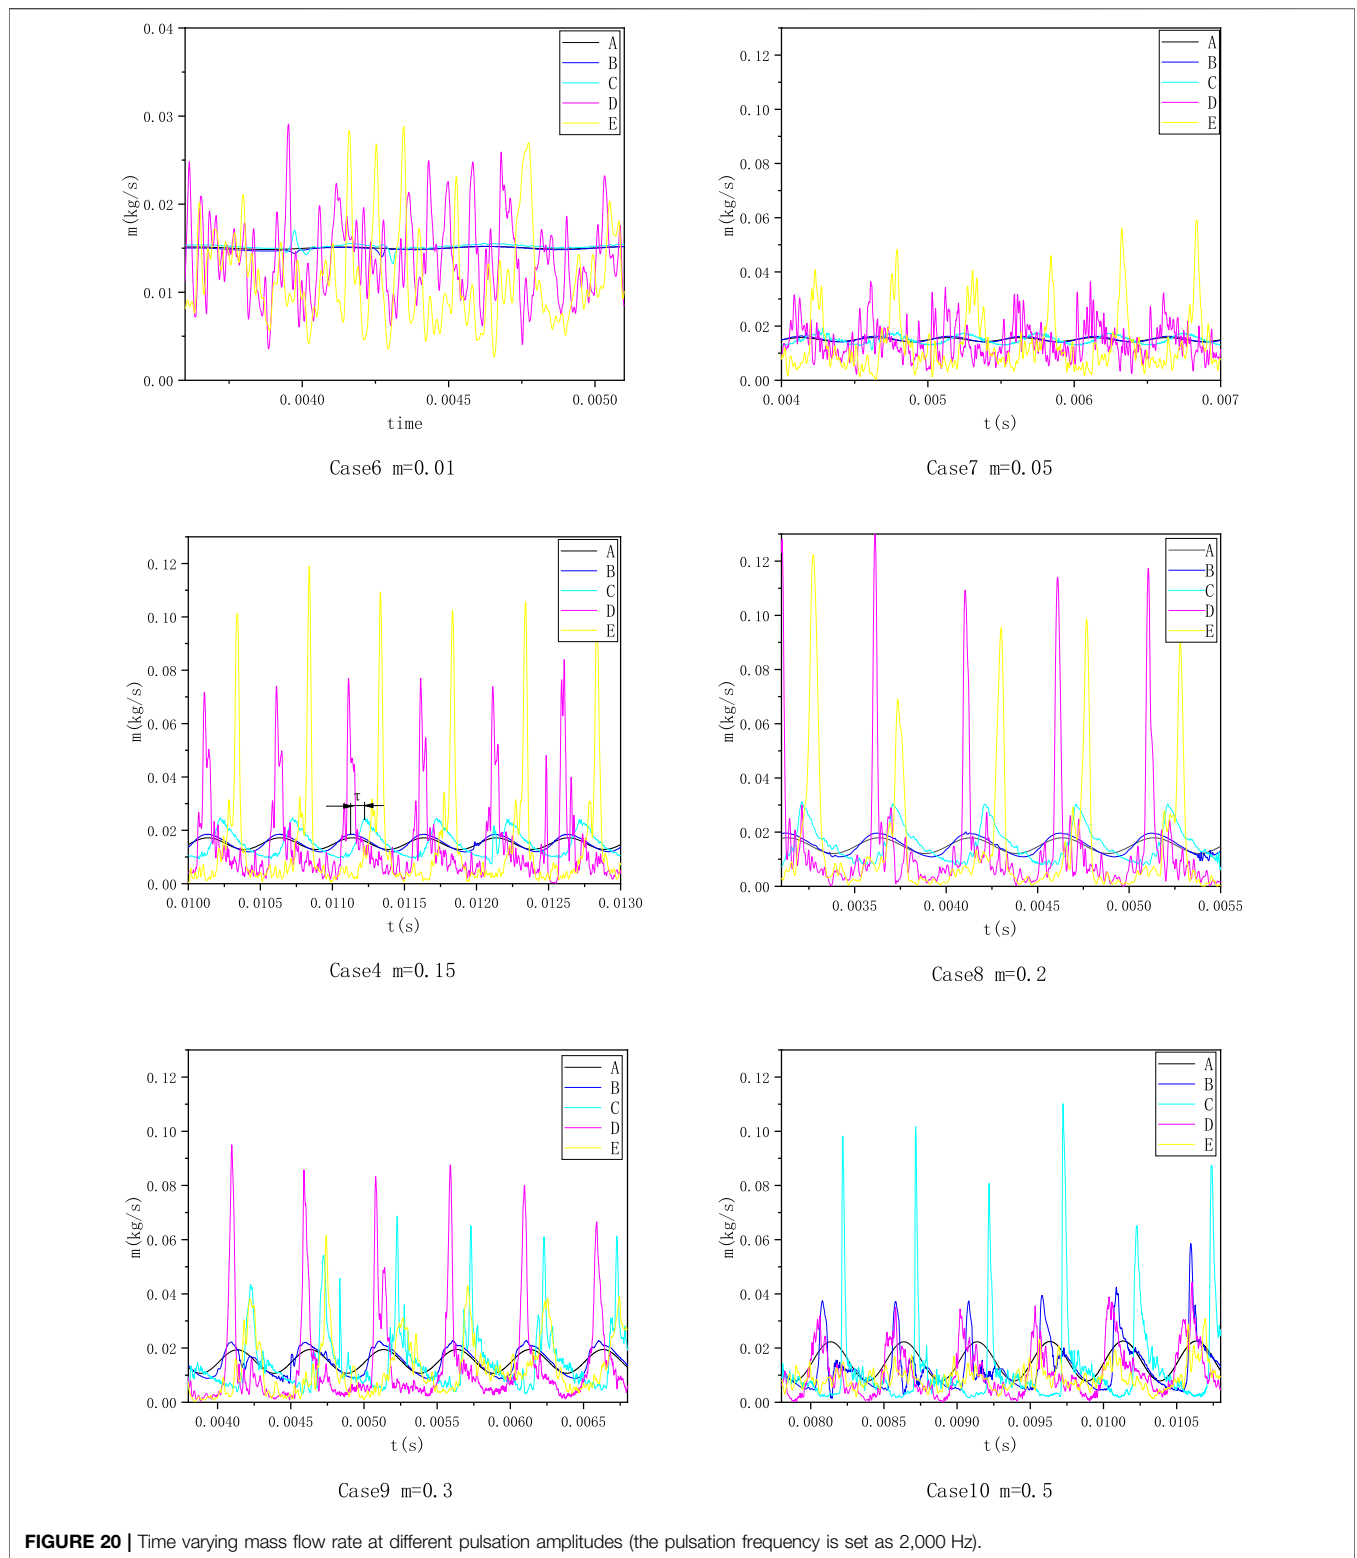 0.04
0.03
0.02
0.01
0.00
m(kg/s)
A
B
C
D
E
0.0040 0.0045 0.0050
time
Case6 m=0.01
0.12
0.10
0.08
0.06
0.04
0.02
0.00
m(kg/s)
A
B
C
D
E
0.004 0.005 0.006 0.007
t(s)
Case7 m=0.05
0.12
0.10
0.08
0.06
0.04
0.02
0.00
m(kg/s)
A
B
C
D
E
τ
0.0100 0.0105 0.0110 0.0115 0.0120 0.0125 0.0130
t(s)
Case4 m=0.15
0.12
0.10
0.08
0.06
0.04
0.02
0.00
m(kg/s)
A
B
C
D
E
0.0035 0.0040 0.0045 0.0050 0.0055
t(s)
Case8 m=0.2
0.12
0.10
0.08
0.06
0.04
0.02
0.00
m(kg/s)
A
B
C
D
E
0.0040 0.0045 0.0050 0.0055 0.0060 0.0065
t(s)
Case9 m=0.3
0.12
0.10
0.08
0.06
0.04
0.02
0.00
m(kg/s)
A
B
C
D
E
0.0080 0.0085 0.0090 0.0095 0.0100 0.0105
t(s)
Case10 m=0.5
FIGURE 20 | Time varying mass flow rate at different pulsation amplitudes (the pulsation frequency is set as 2,000 Hz).